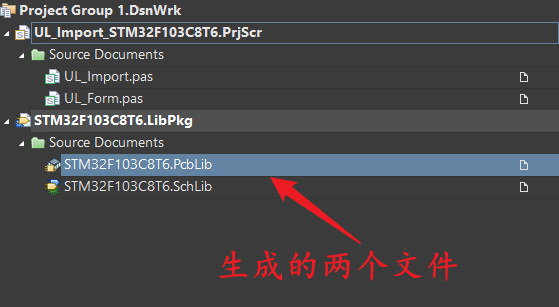 Project Group 1.DsnWrk
UL_Import_STM32F103C8T6.PrjScr
Source Documents
UL_Import.pas
UL_Form.pas
STM32F103C8T6.LibPkg
Source Documents
STM32F103C8T6.PcbLib
STM32F103C8T6.SchLib
生成的两个文件